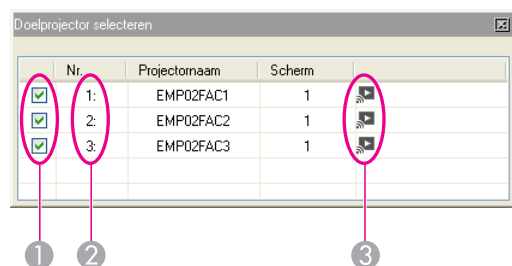 Doelprojector selecteren
Nr. Projectornaam Scherm
1: EMP02FAC1 1
2: EMP02FAC2 1
3: EMP02FAC3 1
1 2 3